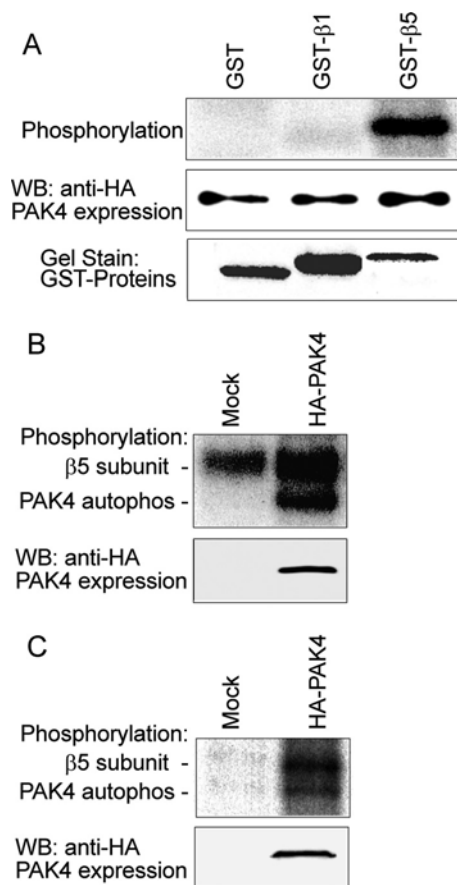 A
GST
GST-β1
GST-β5
Phosphorylation
WB: anti-HA
PAK4 expression
Gel Stain:
GST-Proteins
B
Mock
HA-PAK4
Phosphorylation:
β5 subunit -
PAK4 autophos -
WB: anti-HA
PAK4 expression
C
Mock
HA-PAK4
Phosphorylation:
β5 subunit -
PAK4 autophos -
WB: anti-HA
PAK4 expression